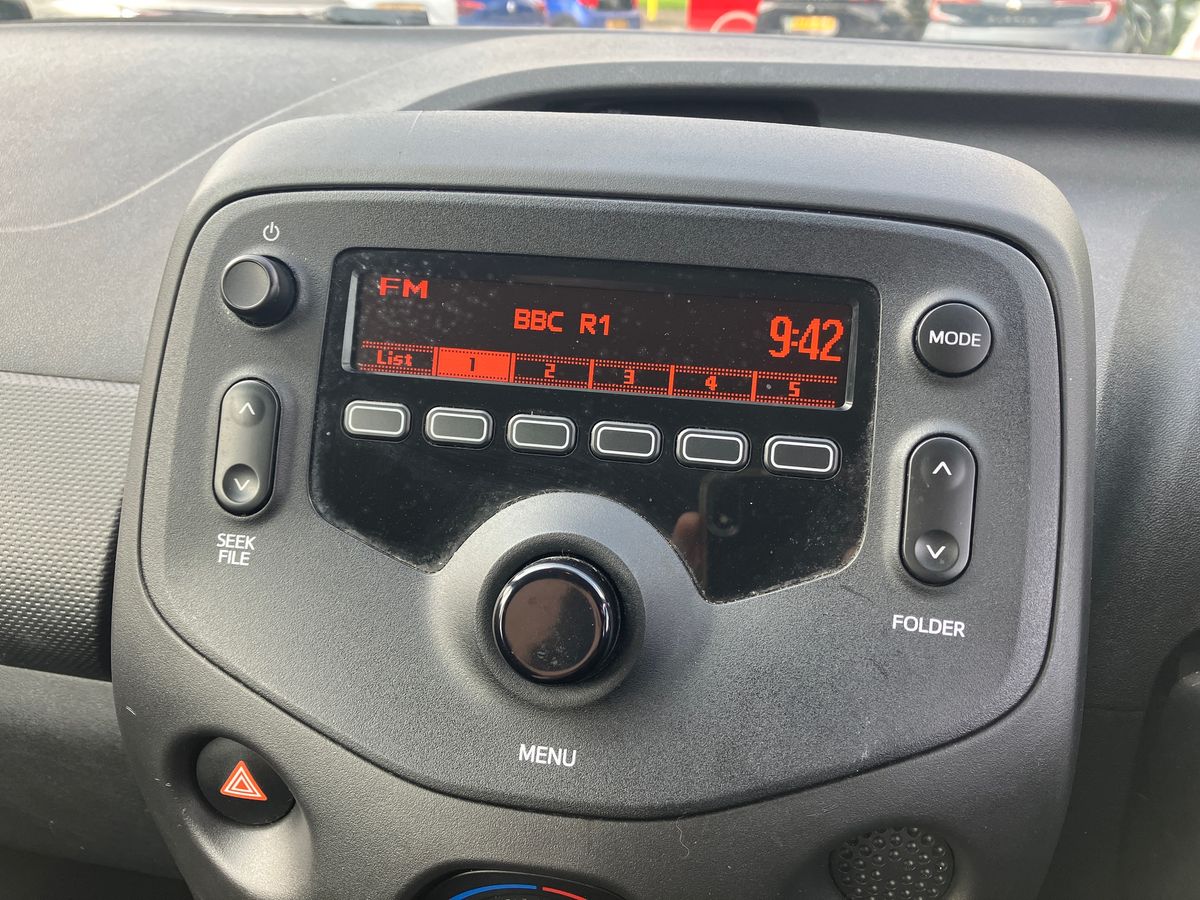 FM
BBC R1
9:42
List 1 2 3 4 5
MODE
SEEK
FILE
FOLDER
MENU